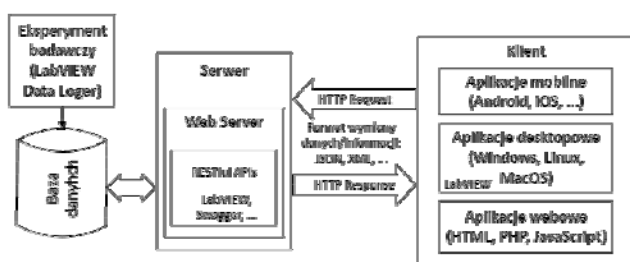 Eksperyment
badawczy
(LabVIEW
Data Loger)
Baza
danyhch
Serwer
Web Server
RESTful APIs
LabVIEW,
Swagger, ...
HTTP Request
Format wymiany
danych/informacji:
JSON, XML, ...
HTTP Response
Klient
Aplikacje mobilne
(Android, IOS, ...)
Aplikacje desktopowe
(Windows, Linux,
LabVIEW
MacOS)
Aplikacje webowe
(HTML, PHP, JavaScript)